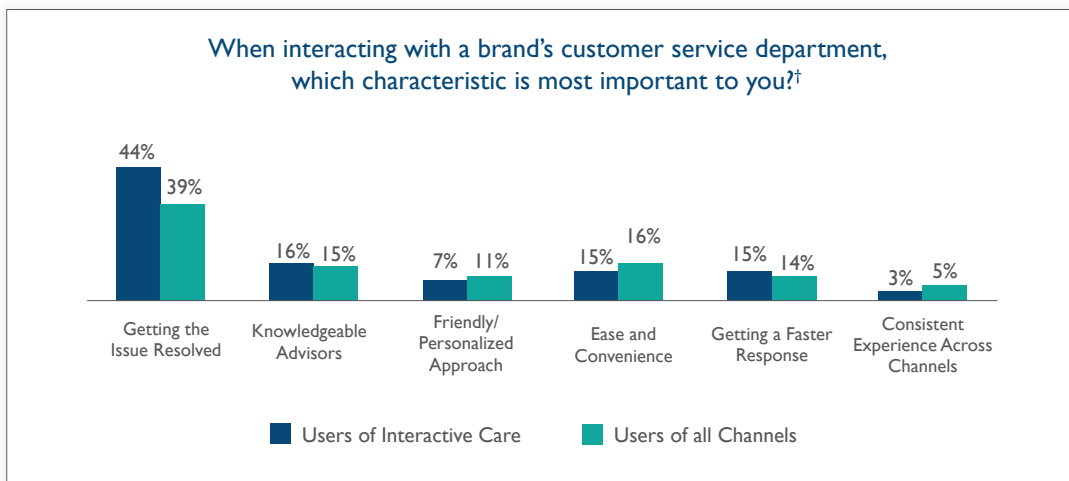 When interacting with a brand’s customer service department,
which characteristic is most important to you?†
44%
39%
16%
15%
7%
11%
15%
16%
15%
14%
3%
5%
Getting the
Issue Resolved
Knowledgeable
Advisors
Friendly/
Personalized
Approach
Ease and
Convenience
Getting a Faster
Response
Consistent
Experience Across
Channels
Users of Interactive Care
Users of all Channels